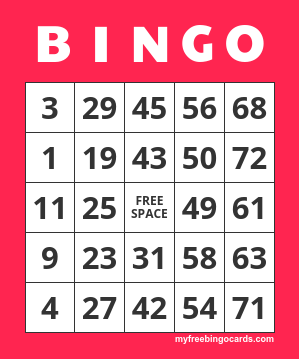 BINGO
3 29 45 56 68
1 19 43 50 72
11 25 FREE SPACE 49 61
9 23 31 58 63
4 27 42 54 71
myfreebingocards.com